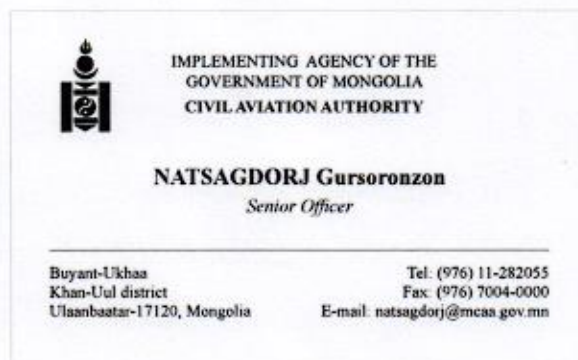 IMPLEMENTING AGENCY OF THE
GOVERNMENT OF MONGOLIA
CIVIL AVIATION AUTHORITY
NATSAGDORJ Gursoronzon
Senior Officer
Buyant-Ukhaa
Khan-Uul district
Ulaanbaatar-17120, Mongolia
Tel: (976) 11-282055
Fax: (976) 7004-0000
E-mail: natsagdorj@mcaa.gov.mn